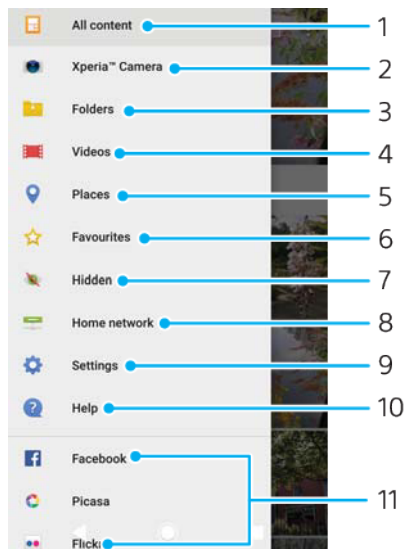 All content 1
Xperia™ Camera 2
Folders 3
Videos 4
Places 5
Favourites 6
Hidden 7
Home network 8
Settings 9
Help 10
Facebook
Picasa 11
Flickr